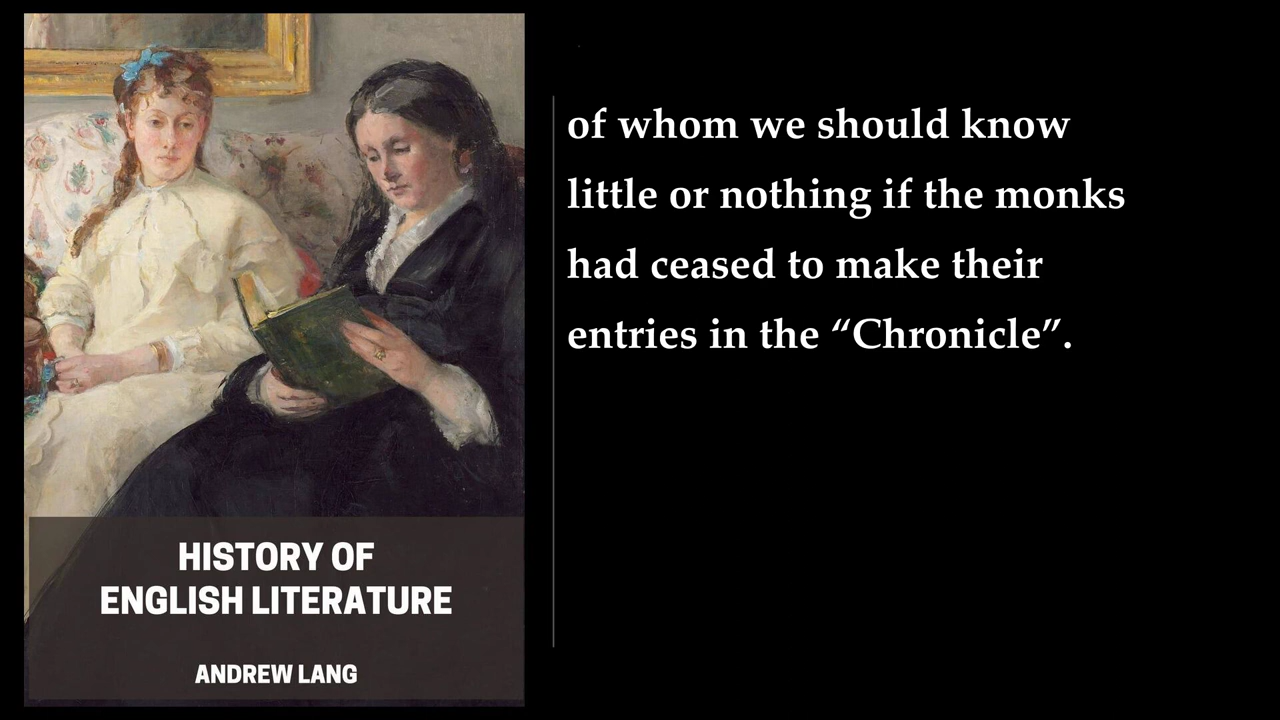 of whom we should know
little or nothing if the monks
had ceased to make their
entries in the “Chronicle”.
HISTORY OF
ENGLISH LITERATURE
ANDREW LANG